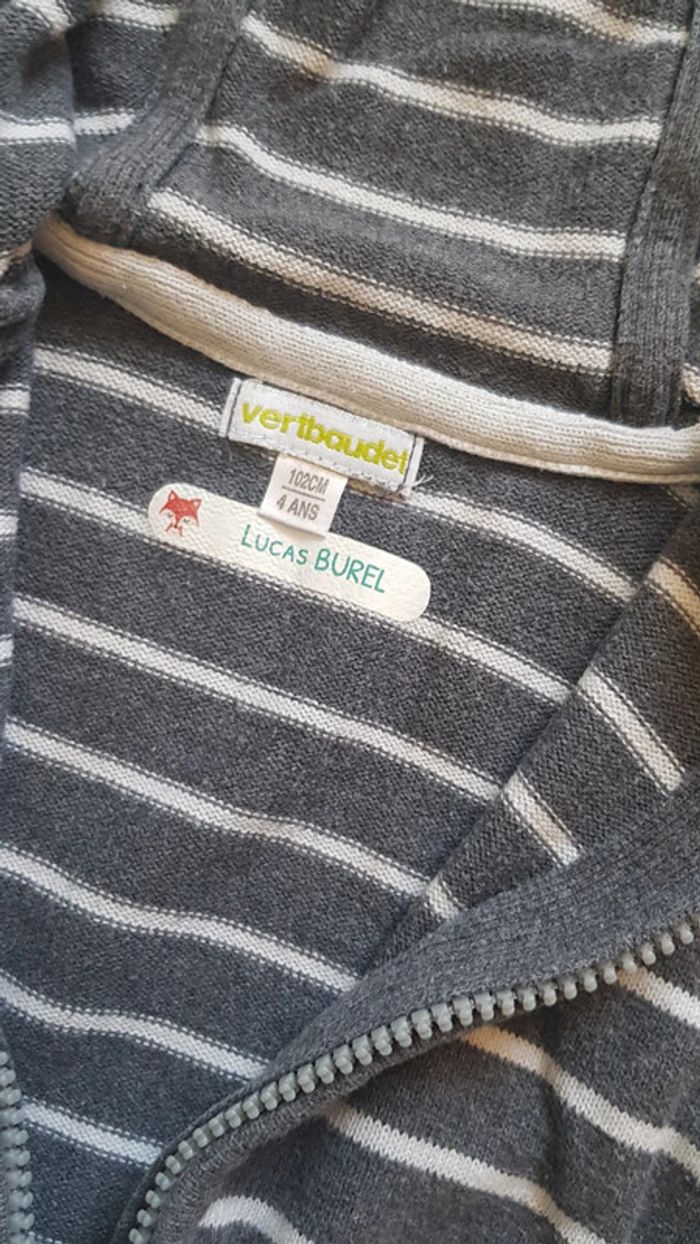 vertbaudet
102CM
4 ANS
LUCAS BUREL